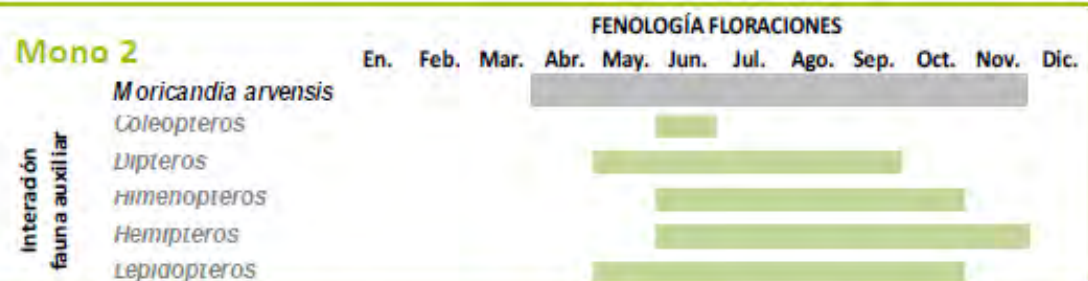 FENOLOGÍA FLORACIONES
Mono 2
En. Feb. Mar. Abr. May. Jun. Jul. Ago. Sep. Oct. Nov. Dic.
Moricandia arvensis
Coleopteros
Dipteros
Himenopteros
Hemipteros
Lepidopteros
Interación
fauna auxiliar